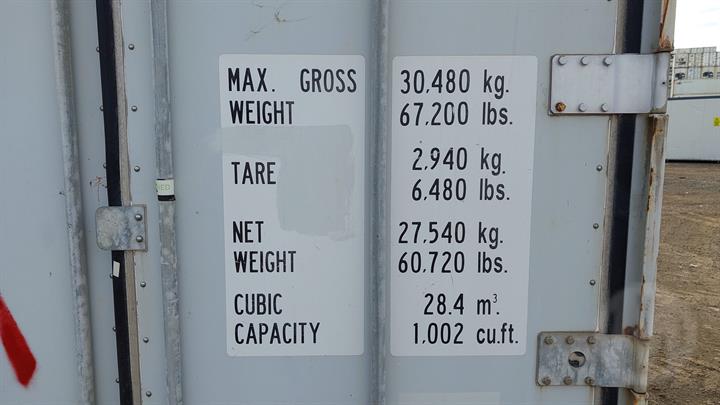 MAX. GROSS 30,480 kg.
WEIGHT 67,200 lbs.
TARE 2,940 kg.
6,480 lbs.
NET 27,540 kg.
WEIGHT 60,720 lbs.
CUBIC 28.4 m³.
CAPACITY 1,002 cu.ft.